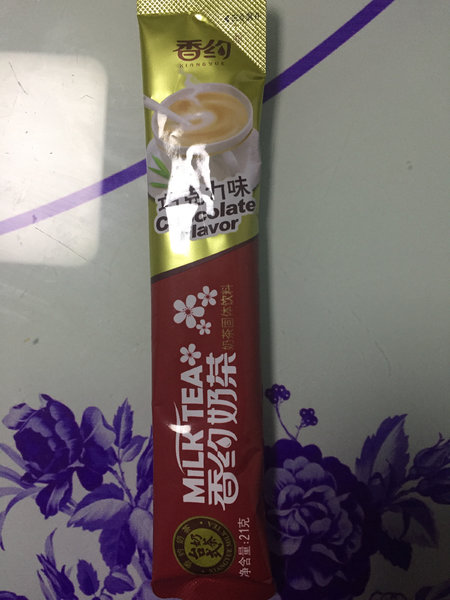 香约
XIANGYUE
巧克力味
Chocolate
Flavor
MILK TEA
香约奶茶
奶茶固体饮料
净含量:21克